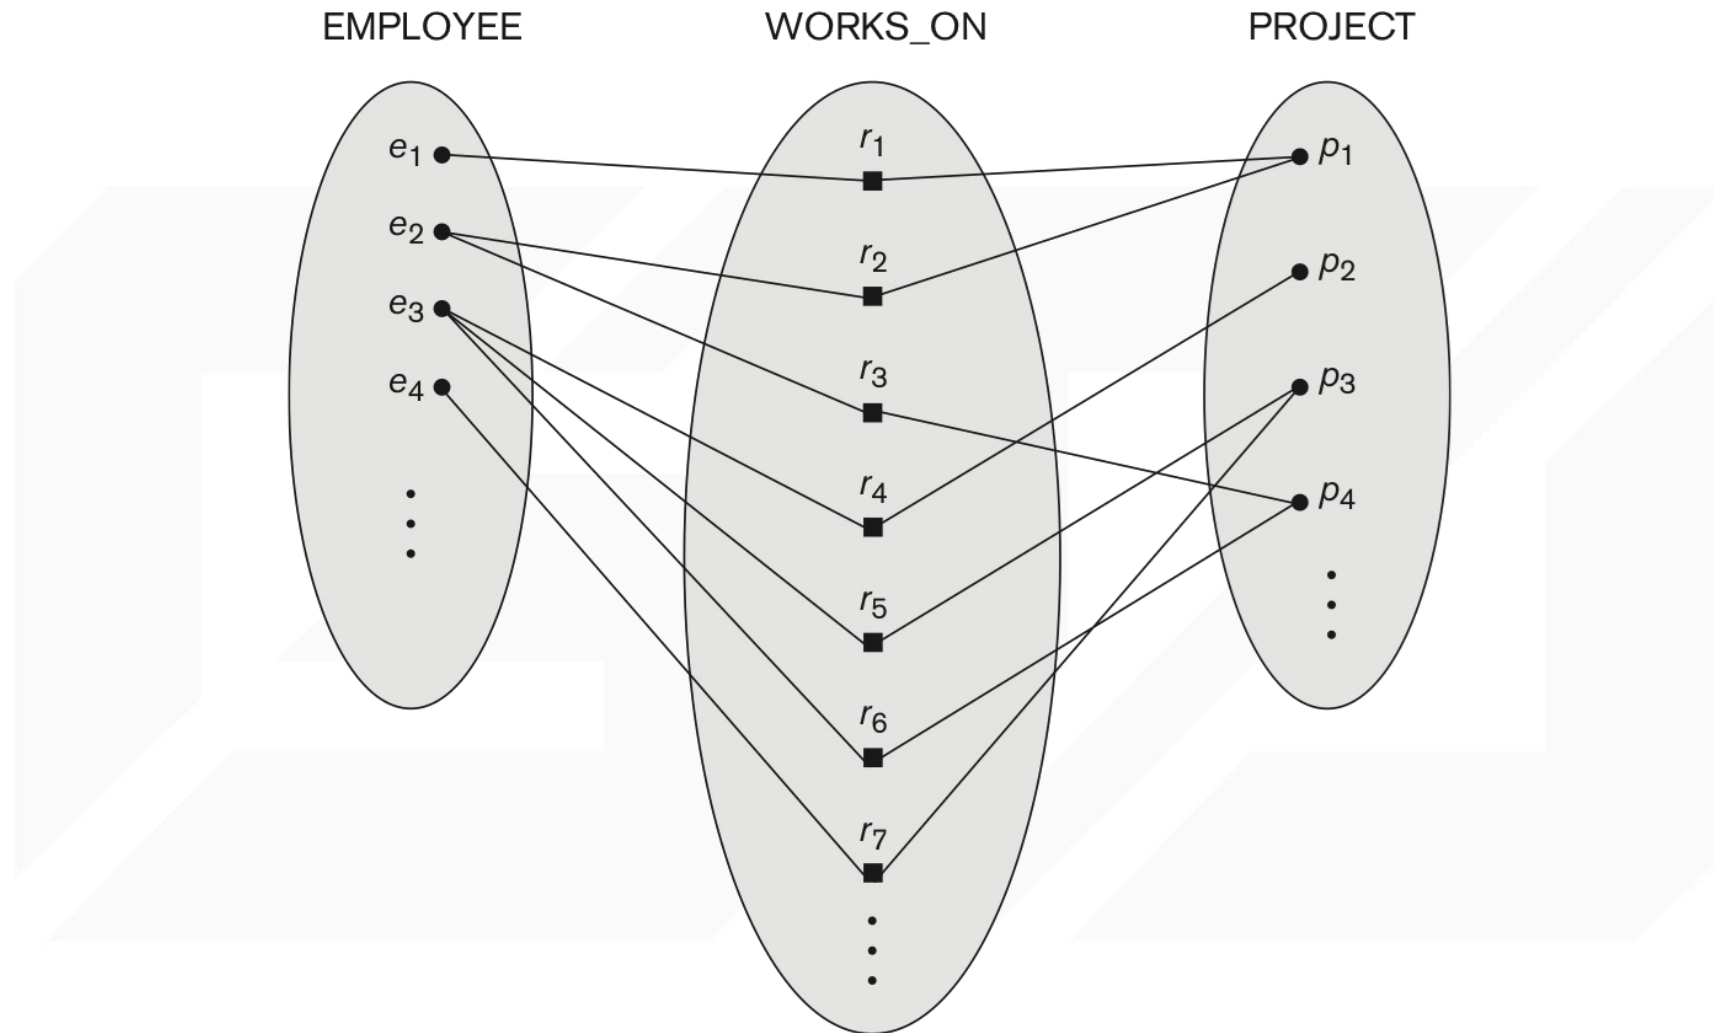 EMPLOYEE
WORKS_ON
PROJECT
e₁
e₂
e₃
e₄
r₁
r₂
r₃
r₄
r₅
r₆
r₇
p₁
p₂
p₃
p₄